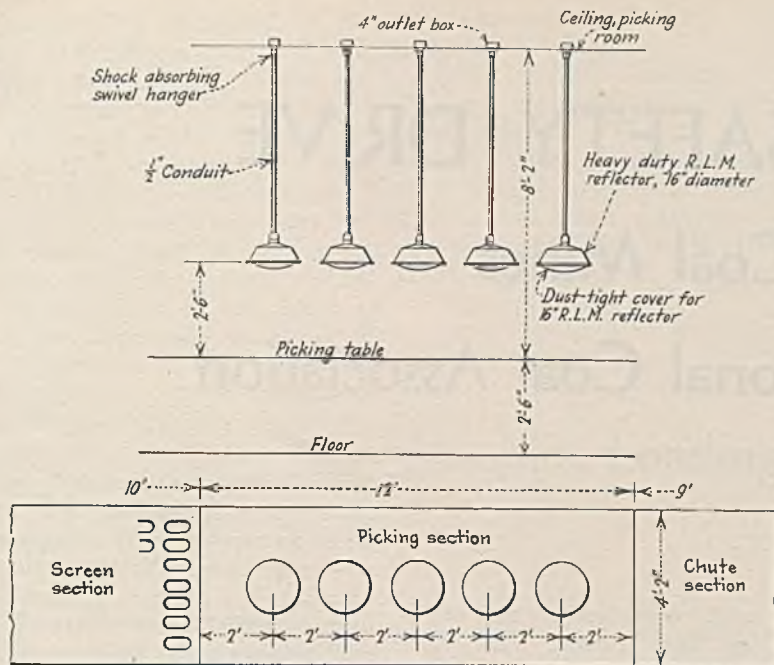 4" outlet box
Ceiling, picking
room
Shock absorbing
swivel hanger
½" Conduit
8'-2"
Heavy duty R.L.M.
reflector, 16" diameter
2'-6"
Dust-tight cover for
16" R.L.M. reflector
Picking table
2'-6"
Floor
10'
12'
9'
Screen
section
Picking section
Chute
section
4'-2"
2'
2'
2'
2'
2'
2'